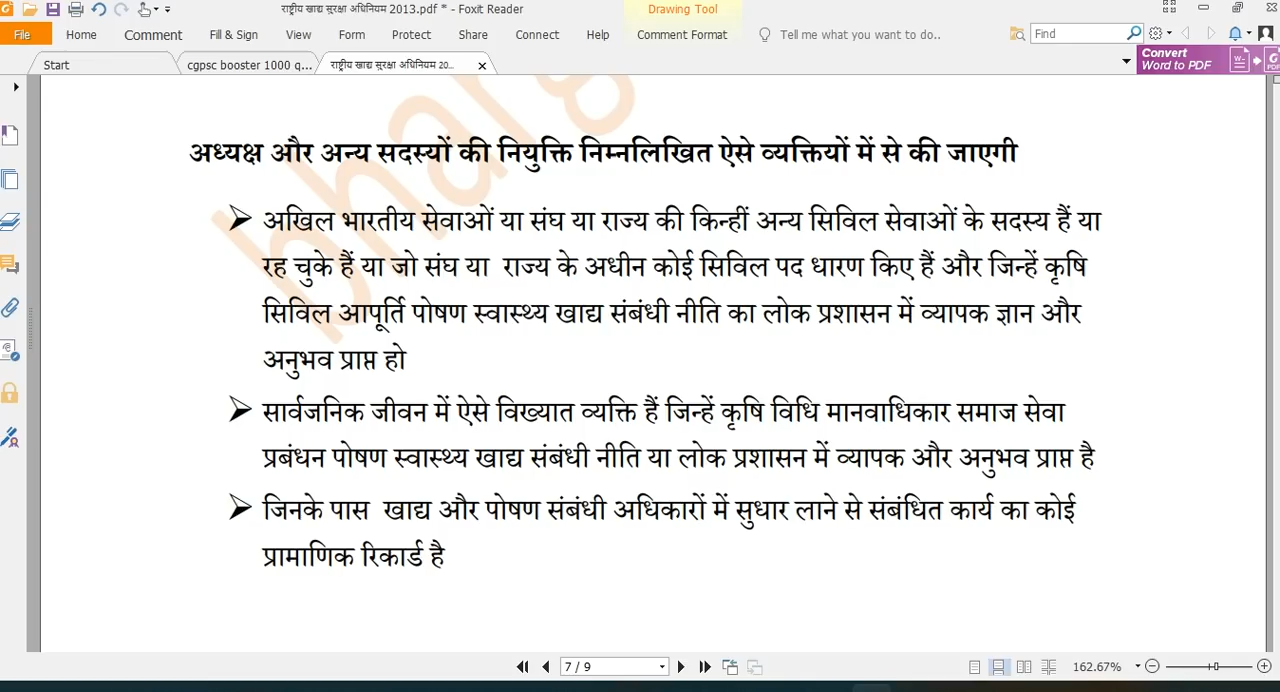 राष्ट्रीय खाद्य सुरक्षा अधिनियम 2013.pdf * - Foxit Reader
Drawing Tool
File Home Comment Fill & Sign View Form Protect Share Connect Help Comment Format Tell me what you want to do.. Find
Start cgpsc booster 1000 q... राष्ट्रीय खाद्य सुरक्षा अधिनियम 20...
Convert
Word to PDF
bharg
अध्यक्ष और अन्य सदस्यों की नियुक्ति निम्नलिखित ऐसे व्यक्तियों में से की जाएगी
अखिल भारतीय सेवाओं या संघ या राज्य की किन्हीं अन्य सिविल सेवाओं के सदस्य हैं या
रह चुके हैं या जो संघ या राज्य के अधीन कोई सिविल पद धारण किए हैं और जिन्हें कृषि
सिविल आपूर्ति पोषण स्वास्थ्य खाद्य संबंधी नीति का लोक प्रशासन में व्यापक ज्ञान और
अनुभव प्राप्त हो
सार्वजनिक जीवन में ऐसे विख्यात व्यक्ति हैं जिन्हें कृषि विधि मानवाधिकार समाज सेवा
प्रबंधन पोषण स्वास्थ्य खाद्य संबंधी नीति या लोक प्रशासन में व्यापक और अनुभव प्राप्त है
जिनके पास खाद्य और पोषण संबंधी अधिकारों में सुधार लाने से संबंधित कार्य का कोई
प्रामाणिक रिकार्ड है
7 / 9 162.67%